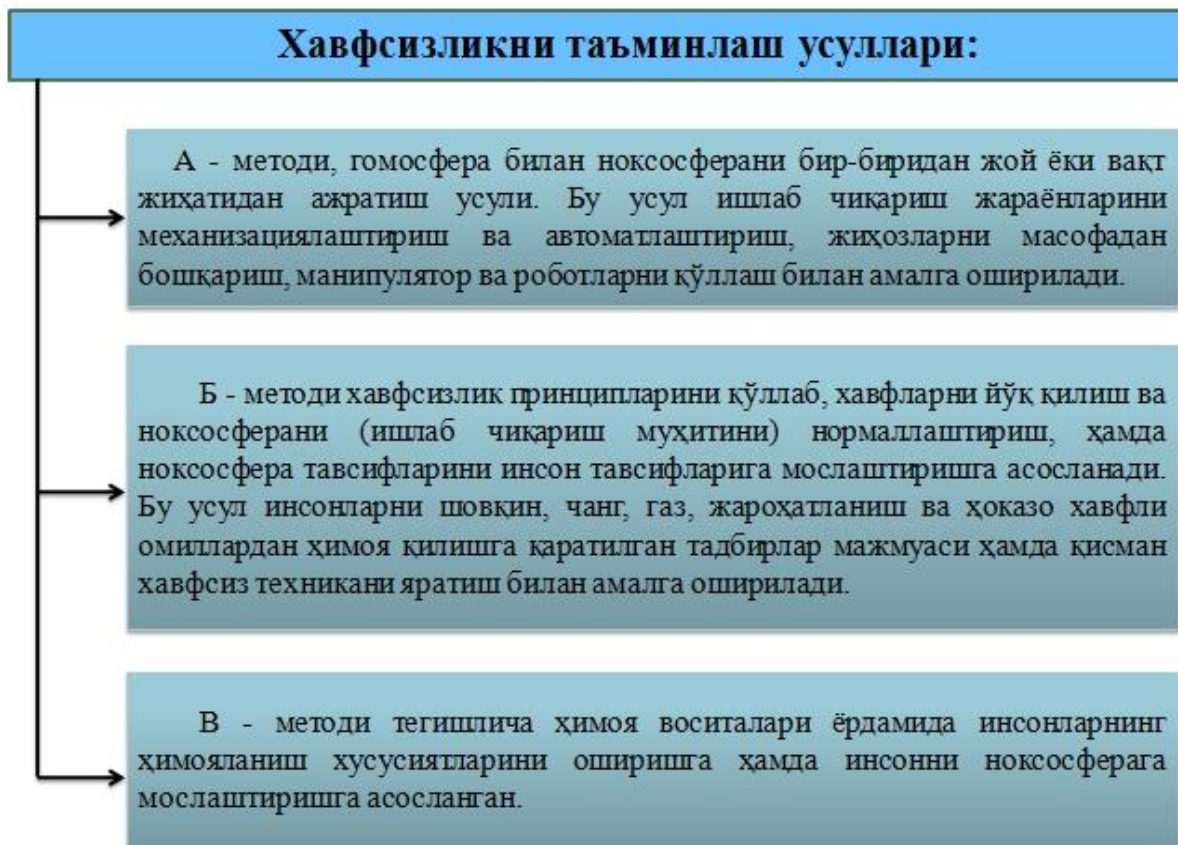 Хавфсизликни таъминлаш усуллари:
А - методи, гомосфера билан ноксосферани бир-биридан жой ёки вақт
жиҳатидан ажратиш усули. Бу усул ишлаб чиқариш жараёнларини
механизациялаштириш ва автоматлаштириш, жиҳозларни масофадан
бошқариш, манипулятор ва роботларни қўллаш билан амалга оширилади.
Б - методи хавфсизлик принципларини қўллаб, хавфларни йўқ қилиш ва
ноксосферани (ишлаб чиқариш муҳитини) нормаллаштириш, ҳамда
ноксосфера тавсифларини инсон тавсифларига мослаштиришга асосланади.
Бу усул инсонларни шовқин, чанг, газ, жароҳатланиш ва ҳоказо хавфли
омиллардан ҳимоя қилишга қаратилган тадбирлар мажмуаси ҳамда қисман
хавфсиз техникани яратиш билан амалга оширилади.
В - методи тегишлича ҳимоя воситалари ёрдамида инсонларнинг
ҳимояланиш хусусиятларини оширишга ҳамда инсонни ноксосферага
мослаштиришга асосланган.